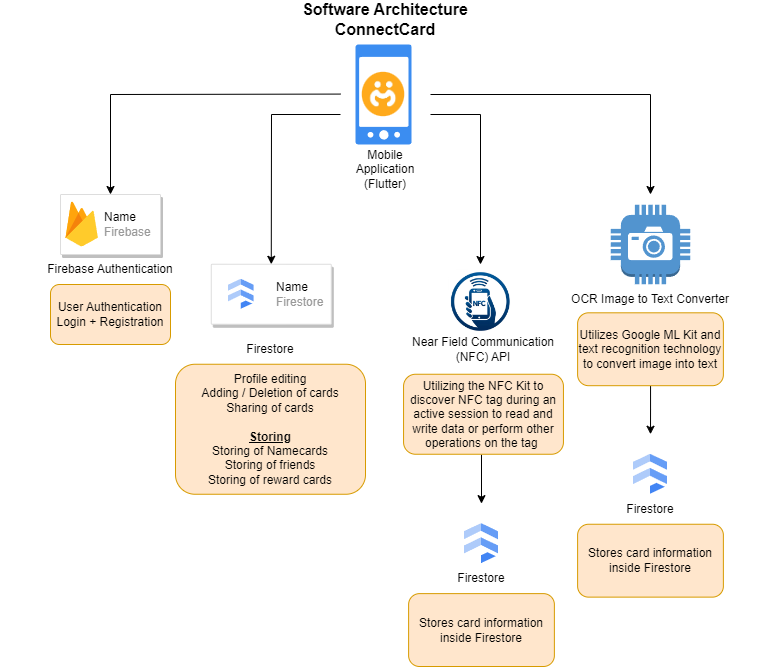 Software Architecture
ConnectCard
Mobile
Application
(Flutter)
Name
Firebase
Firebase Authentication
User Authentication
Login + Registration
Name
Firestore
Firestore
Profile editing
Adding / Deletion of cards
Sharing of cards
Storing
Storing of Namecards
Storing of friends
Storing of reward cards
NFC
Near Field Communication
(NFC) API
Utilizing the NFC Kit to
discover NFC tag during an
active session to read and
write data or perform other
operations on the tag
Firestore
Stores card information
inside Firestore
OCR Image to Text Converter
Utilizes Google ML Kit and
text recognition technology
to convert image into text
Firestore
Stores card information
inside Firestore